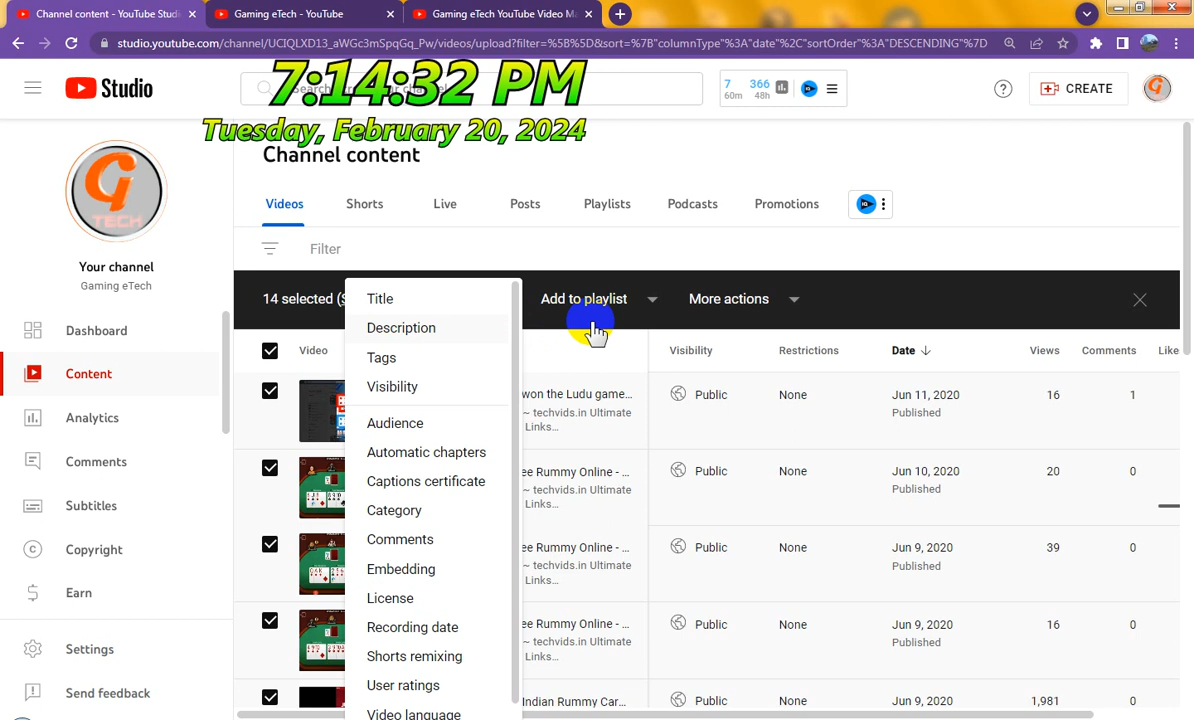 Channel content - YouTube Studi
Gaming eTech - YouTube
Gaming eTech YouTube Video Ma
studio.youtube.com/channel/UCIQLXD13_aWGc3mSpqGq_Pw/videos/upload?filter=%5B%5D&sort=%7B"columnType"%3A"date"%2C"sortOrder"%3A"DESCENDING"%7D
Studio
7:14:32 PM
7
60m
366
48h
CREATE
Tuesday, February 20, 2024
Channel content
TECH
Your channel
Gaming eTech
Dashboard
Content
Analytics
Comments
Subtitles
Copyright
Earn
Settings
Send feedback
Videos
Shorts
Live
Posts
Playlists
Podcasts
Promotions
Filter
14 selected
Add to playlist
More actions
Title
Description
Tags
Visibility
Audience
Automatic chapters
Captions certificate
Category
Comments
Embedding
License
Recording date
Shorts remixing
User ratings
Video language
Video
Visibility
Restrictions
Date
Views
Comments
Like
won the Ludu game...
~ techvids.in Ultimate
Links...
Public
None
Jun 11, 2020
Published
16
1
ee Rummy Online - ...
~ techvids.in Ultimate
Links...
Public
None
Jun 10, 2020
Published
20
0
ee Rummy Online - ...
~ techvids.in Ultimate
Links...
Public
None
Jun 9, 2020
Published
39
0
ee Rummy Online - ...
~ techvids.in Ultimate
Links...
Public
None
Jun 9, 2020
Published
16
0
Indian Rummy Car...
Public
None
Jun 9, 2020
1,981
0